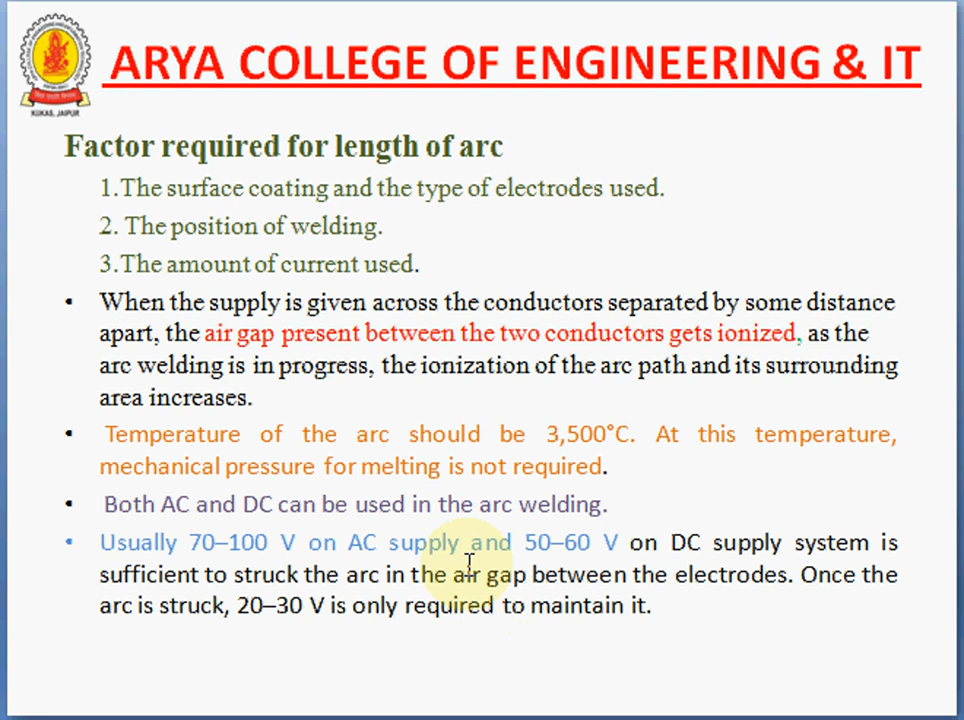 ARYA COLLEGE OF ENGINEERING & IT
KUKAS, JAIPUR
Factor required for length of arc
1.The surface coating and the type of electrodes used.
2. The position of welding.
3.The amount of current used.
• When the supply is given across the conductors separated by some distance
apart, the air gap present between the two conductors gets ionized, as the
arc welding is in progress, the ionization of the arc path and its surrounding
area increases.
• Temperature of the arc should be 3,500°C. At this temperature,
mechanical pressure for melting is not required.
• Both AC and DC can be used in the arc welding.
• Usually 70–100 V on AC supply and 50–60 V on DC supply system is
sufficient to struck the arc in the air gap between the electrodes. Once the
arc is struck, 20–30 V is only required to maintain it.